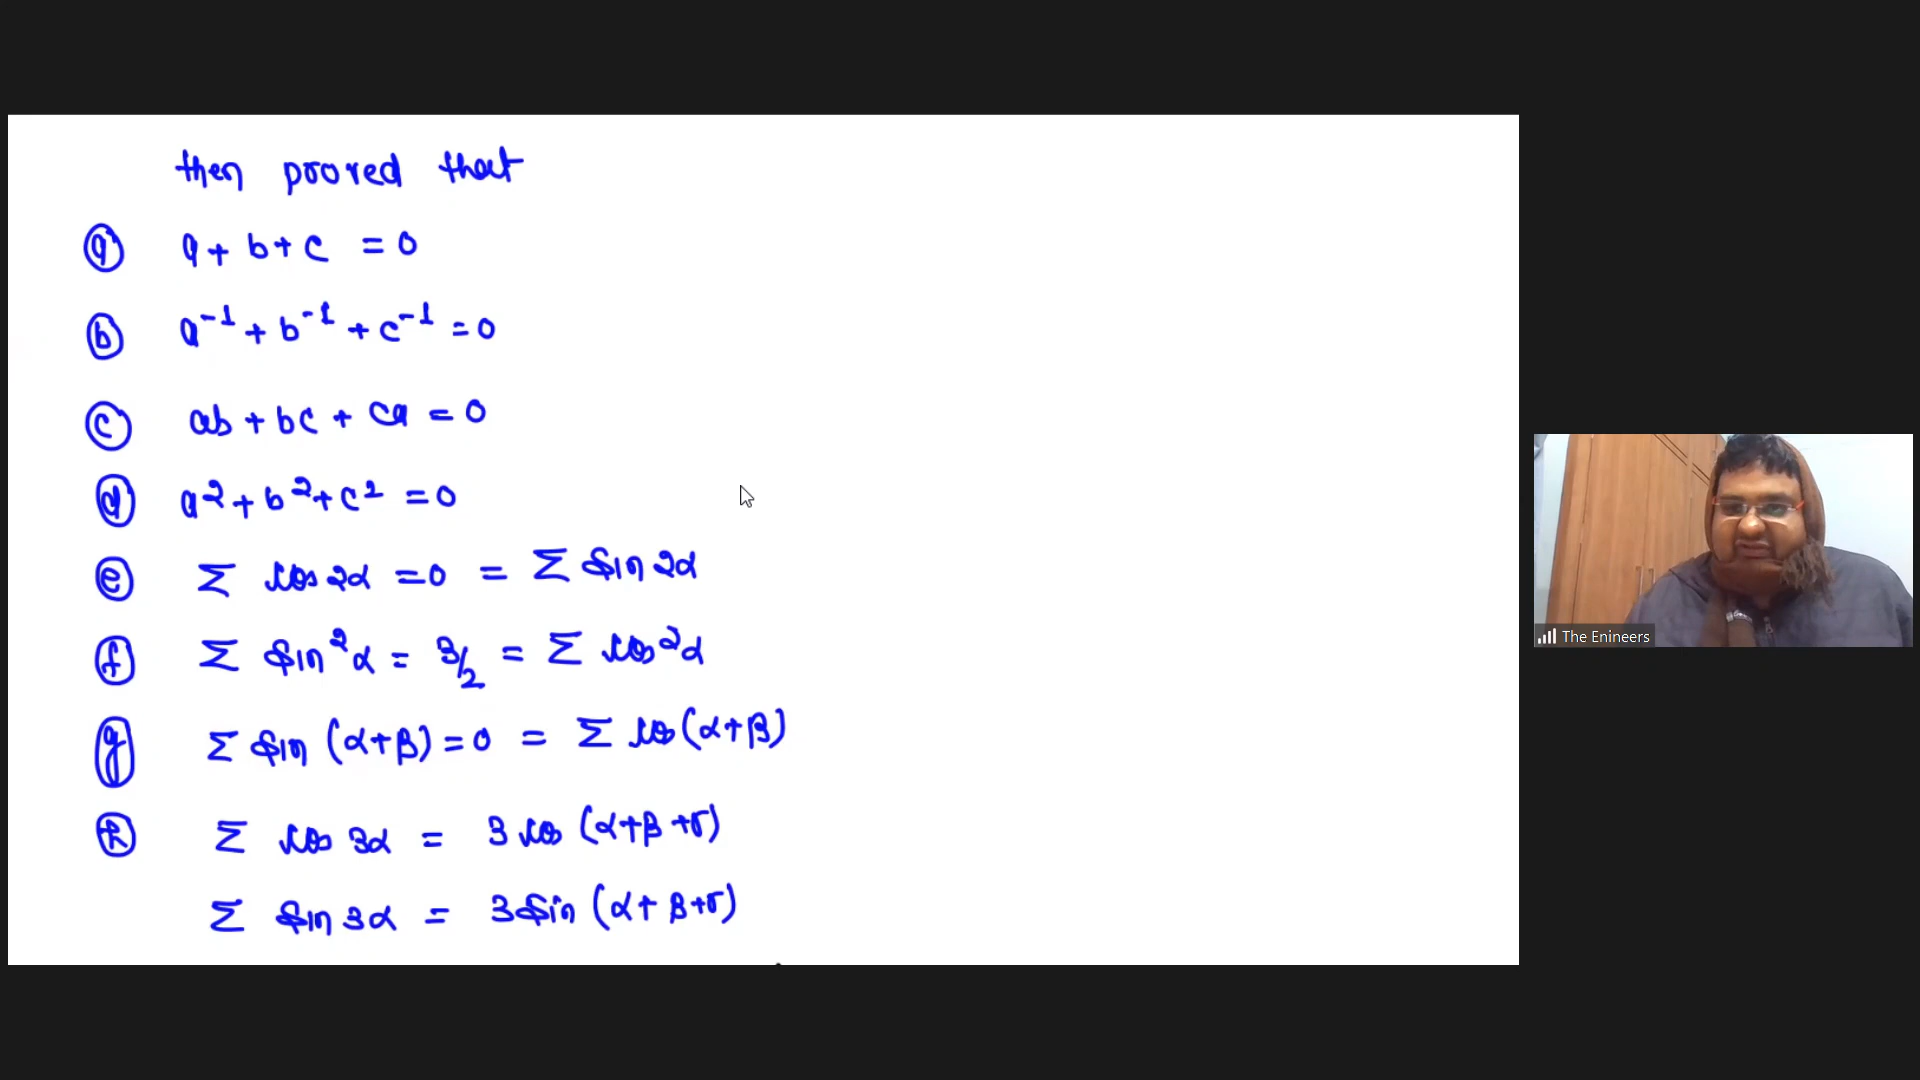 then proved that
(a) a + b + c = 0
(b) a⁻¹ + b⁻¹ + c⁻¹ = 0
(c) ab + bc + ca = 0
(d) a² + b² + c² = 0
(e) Σ cos 2α = 0 = Σ sin 2α
(f) Σ sin²α = 3/2 = Σ cos²α
(g) Σ sin (α+β) = 0 = Σ cos (α+β)
(h) Σ cos 3α = 3 cos (α+β+γ)
Σ sin 3α = 3 sin (α+β+γ)
The Enineers